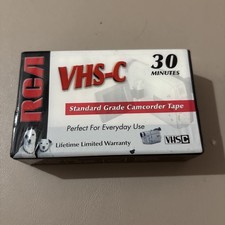 RCA
VHS-C
30
MINUTES
Standard Grade Camcorder Tape
Perfect For Everyday Use
Lifetime Limited Warranty
VHS C